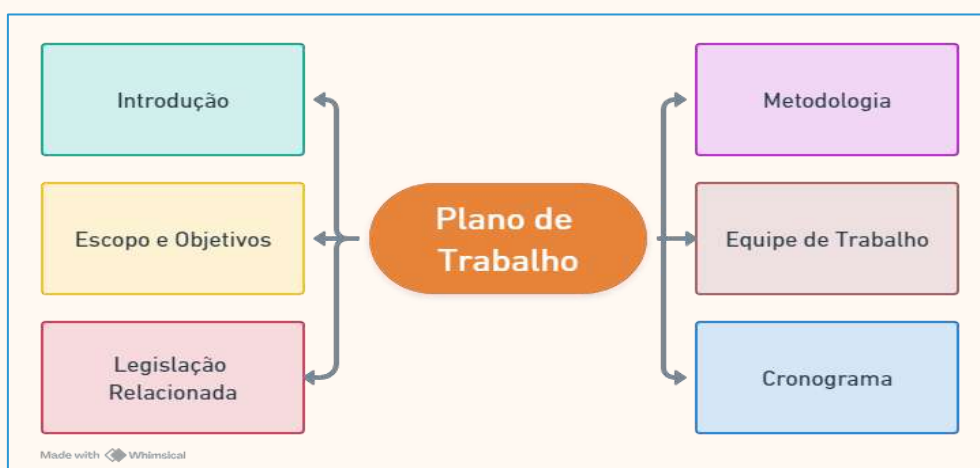 Introdução
Escopo e Objetivos
Legislação
Relacionada
Plano de
Trabalho
Metodologia
Equipe de Trabalho
Cronograma
Made with Whimsical